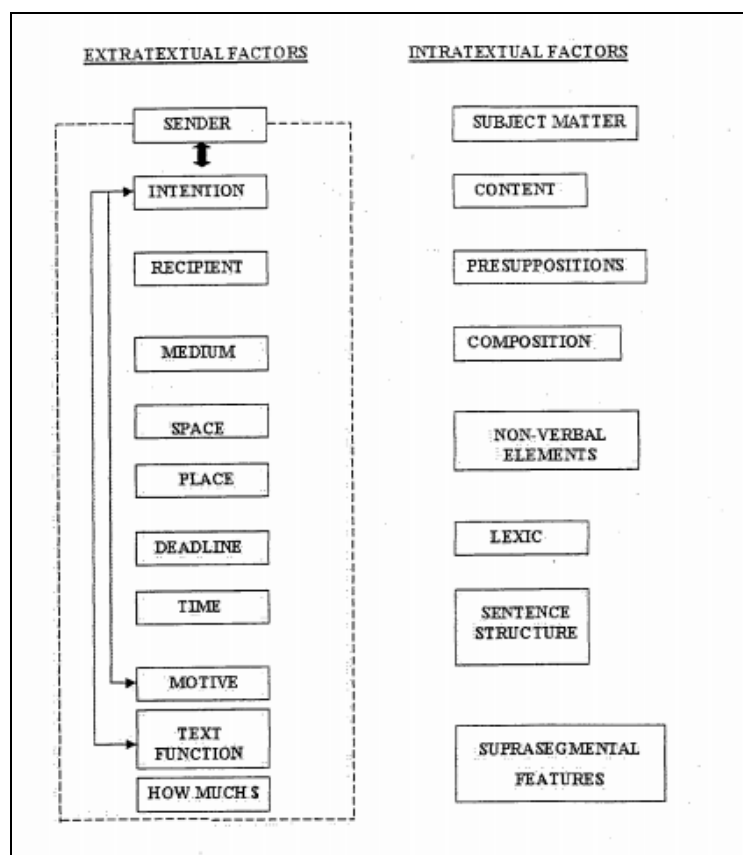 EXTRATEXTUAL FACTORS
SENDER
INTENTION
RECIPIENT
MEDIUM
SPACE
PLACE
DEADLINE
TIME
MOTIVE
TEXT
FUNCTION
HOW MUCH $
INTRATEXTUAL FACTORS
SUBJECT MATTER
CONTENT
PRESUPPOSITIONS
COMPOSITION
NON-VERBAL
ELEMENTS
LEXIC
SENTENCE
STRUCTURE
SUPRASEGMENTAL
FEATURES